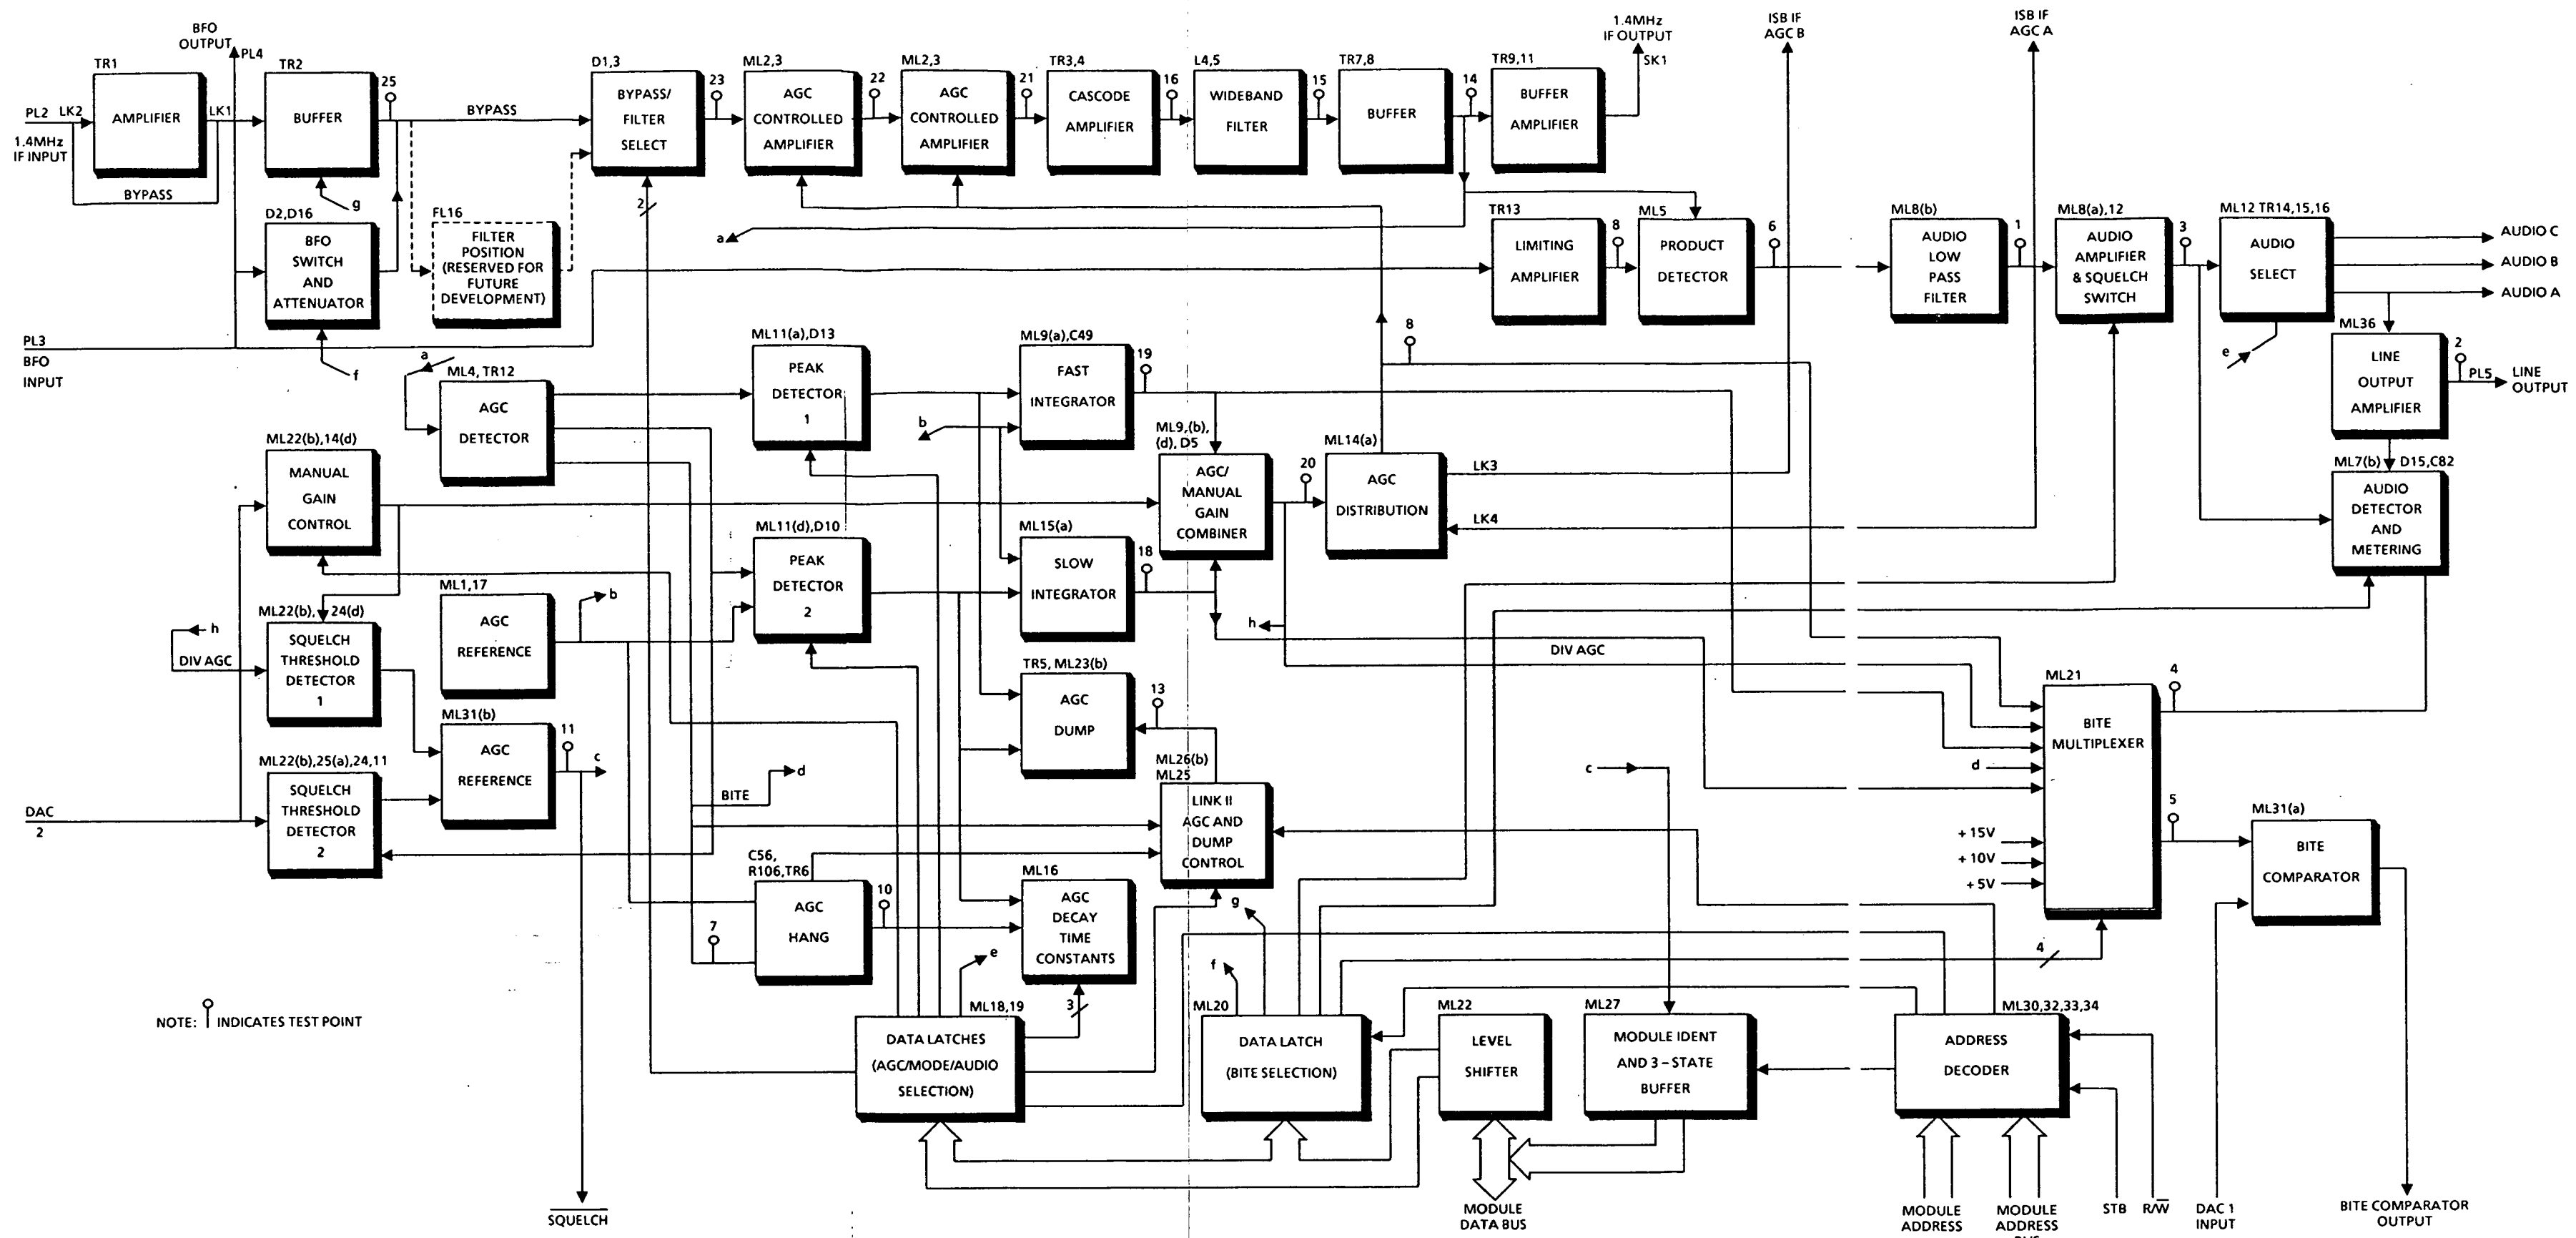 BFO
OUTPUT
PL4
TR1
AMPLIFIER
PL2 LK2
LK1
1.4MHz
IF INPUT
BYPASS
TR2
BUFFER
25
BYPASS
g
D1,3
BYPASS/
FILTER
SELECT
2
23
ML2,3
AGC
CONTROLLED
AMPLIFIER
22
ML2,3
AGC
CONTROLLED
AMPLIFIER
21
TR3,4
CASCODE
AMPLIFIER
16
L4,5
WIDEBAND
FILTER
15
TR7,8
BUFFER
14
TR9,11
BUFFER
AMPLIFIER
1.4MHz
IF OUTPUT
SK1
ISB IF
AGC B
ISB IF
AGC A
D2,D16
BFO
SWITCH
AND
ATTENUATOR
f
FL16
FILTER
POSITION
(RESERVED FOR
FUTURE
DEVELOPMENT)
a
TR13
LIMITING
AMPLIFIER
8
ML5
PRODUCT
DETECTOR
6
ML8(b)
AUDIO
LOW
PASS
FILTER
1
ML8(a),12
AUDIO
AMPLIFIER
& SQUELCH
SWITCH
3
ML12 TR14,15,16
AUDIO
SELECT
e
AUDIO C
AUDIO B
AUDIO A
PL3
BFO
INPUT
a
ML4, TR12
AGC
DETECTOR
ML11(a),D13
PEAK
DETECTOR
1
ML9(a),C49
FAST
INTEGRATOR
19
b
8
ML36
LINE
OUTPUT
AMPLIFIER
2
PL5
LINE
OUTPUT
ML22(b),14(d)
MANUAL
GAIN
CONTROL
ML9,(b),
(d), D5
AGC/
MANUAL
GAIN
COMBINER
20
ML14(a)
AGC
DISTRIBUTION
LK3
LK4
ML7(b) D15,C82
AUDIO
DETECTOR
AND
METERING
ML11(d),D10
PEAK
DETECTOR
2
ML15(a)
SLOW
INTEGRATOR
18
ML1,17
AGC
REFERENCE
b
ML22(b), 24(d)
SQUELCH
THRESHOLD
DETECTOR
1
h
DIV AGC
h
DIV AGC
TR5, ML23(b)
AGC
DUMP
13
ML31(b)
AGC
REFERENCE
11
c
ML22(b),25(a),24,11
SQUELCH
THRESHOLD
DETECTOR
2
DAC
2
BITE
d
ML26(b)
ML25
LINK II
AGC AND
DUMP
CONTROL
c
ML21
BITE
MULTIPLEXER
d
+ 15V
+ 10V
+ 5V
4
5
ML31(a)
BITE
COMPARATOR
C56,
R106,TR6
AGC
HANG
10
7
ML16
AGC
DECAY
TIME
CONSTANTS
3
e
g
f
4
NOTE: INDICATES TEST POINT
ML18,19
DATA LATCHES
(AGC/MODE/AUDIO
SELECTION)
ML20
DATA LATCH
(BITE SELECTION)
ML22
LEVEL
SHIFTER
ML27
MODULE IDENT
AND 3 – STATE
BUFFER
ML30,32,33,34
ADDRESS
DECODER
SQUELCH
MODULE
DATA BUS
MODULE
ADDRESS
MODULE
ADDRESS
STB
R/W
DAC 1
INPUT
BITE COMPARATOR
OUTPUT